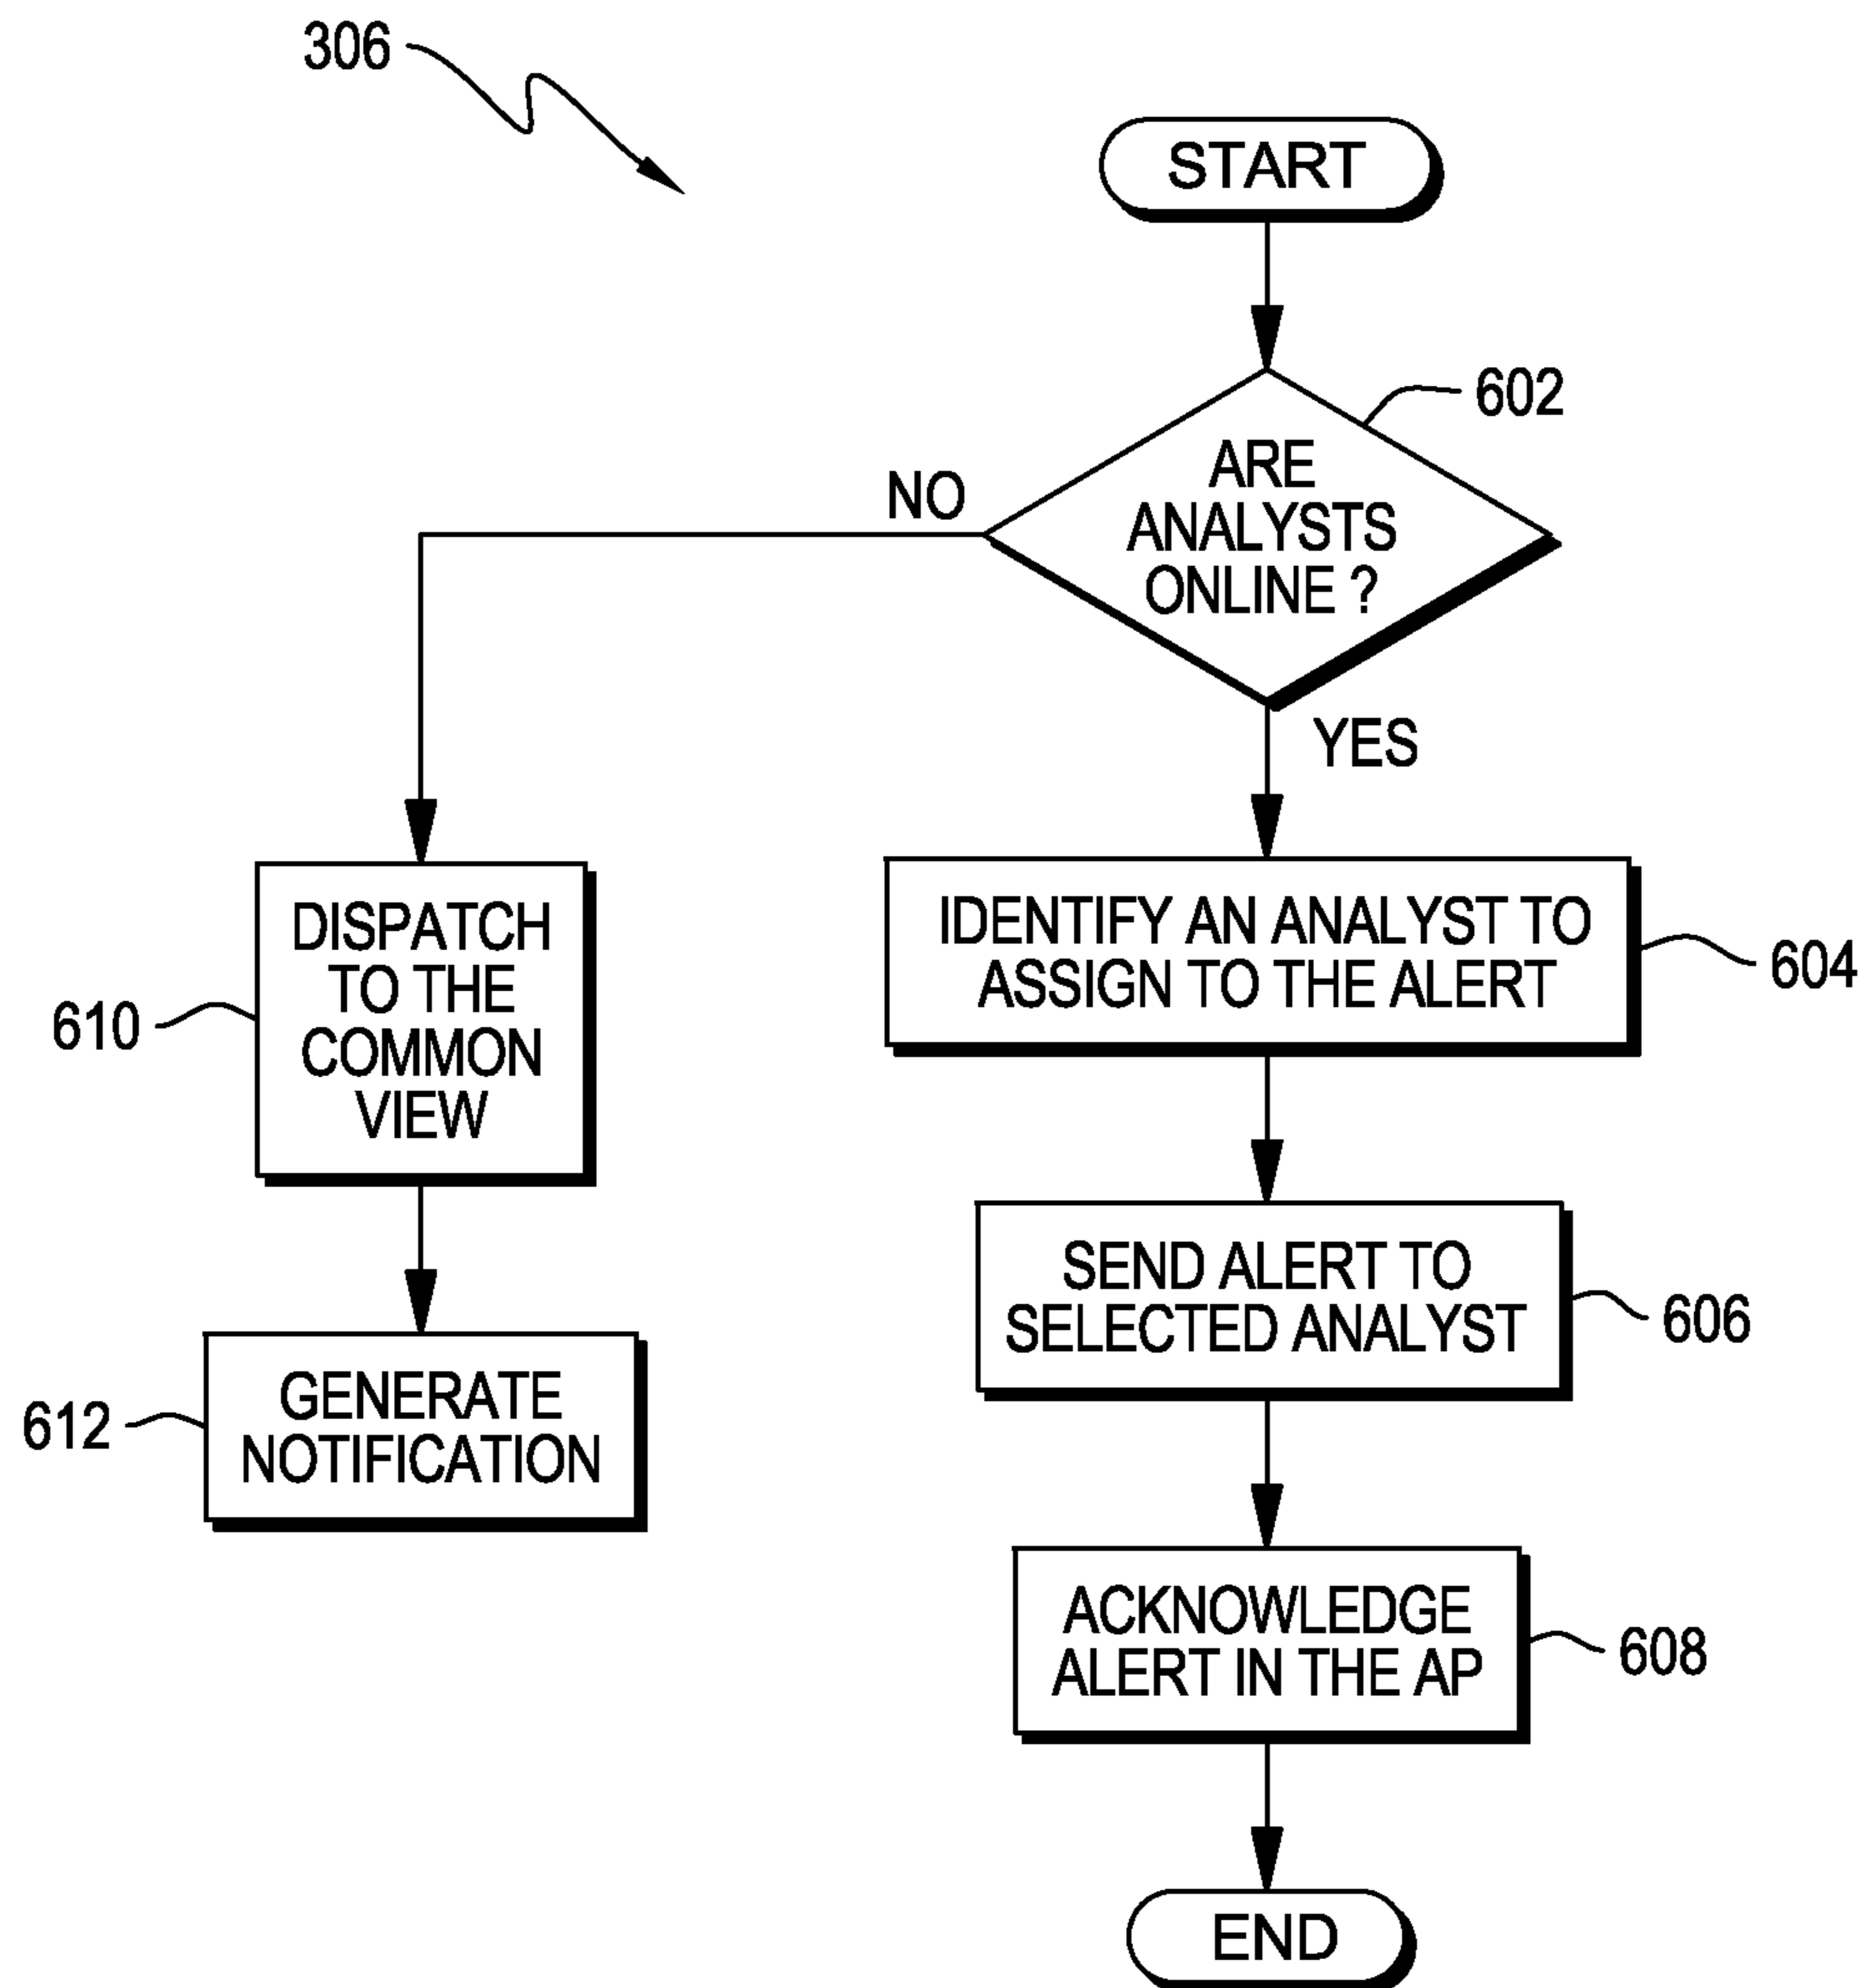 306
START
602
ARE
ANALYSTS
ONLINE ?
NO
YES
DISPATCH
TO THE
COMMON
VIEW
610
IDENTIFY AN ANALYST TO
ASSIGN TO THE ALERT
604
SEND ALERT TO
SELECTED ANALYST
606
GENERATE
NOTIFICATION
612
ACKNOWLEDGE
ALERT IN THE AP
608
END